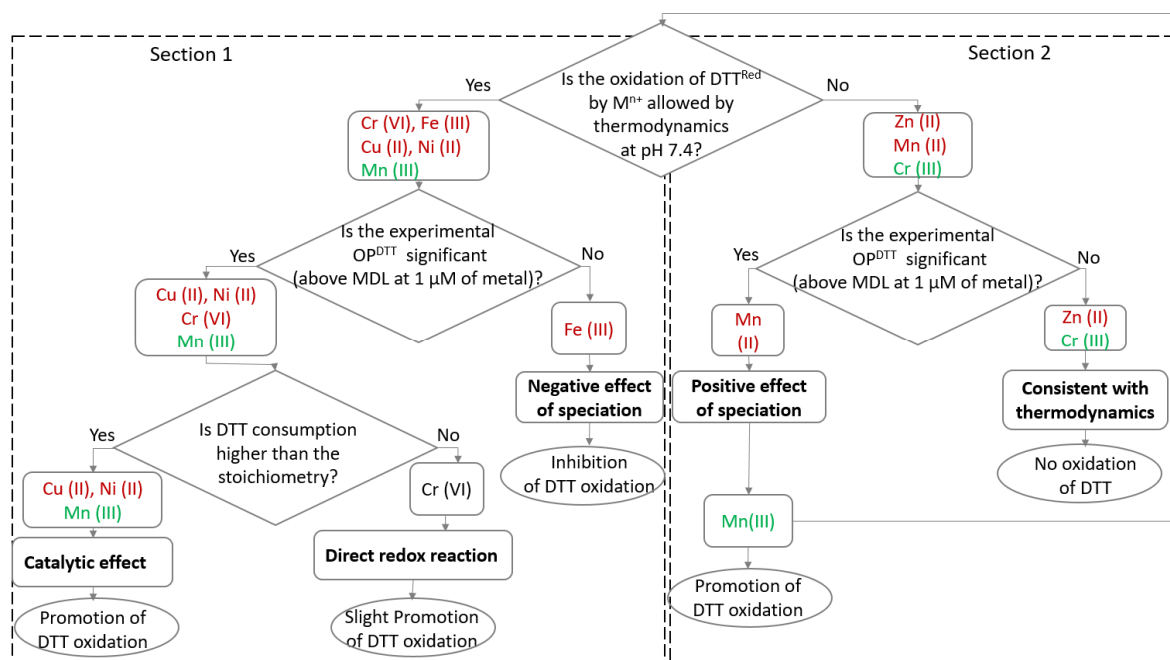 Section 1
Section 2
Is the oxidation of DTTRed
by Mn+ allowed by
thermodynamics
at pH 7.4?
Yes
No
Cr (VI), Fe (III)
Cu (II), Ni (II)
Mn (III)
Zn (II)
Mn (II)
Cr (III)
Is the experimental
OPDTT significant
(above MDL at 1 µM of metal)?
Yes
No
Is the experimental
OPDTT significant
(above MDL at 1 µM of metal)?
Yes
No
Cu (II), Ni (II)
Cr (VI)
Mn (III)
Fe (III)
Mn
(II)
Zn (II)
Cr (III)
Negative effect
of speciation
Positive effect
of speciation
Consistent with
thermodynamics
Is DTT consumption
higher than the
stoichiometry?
Yes
No
Inhibition
of DTT oxidation
No oxidation
of DTT
Cu (II), Ni (II)
Mn (III)
Cr (VI)
Mn(III)
Catalytic effect
Direct redox reaction
Promotion of
DTT oxidation
Slight Promotion
of DTT oxidation
Promotion of
DTT oxidation